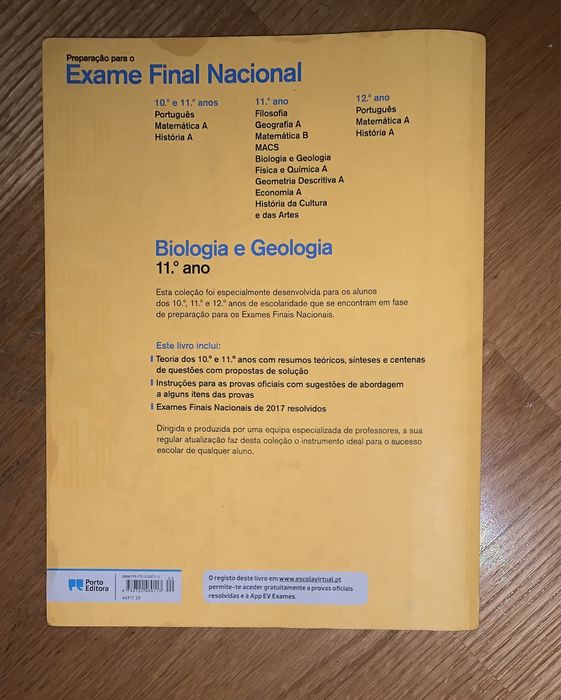 Preparação para o
Exame Final Nacional
10.º e 11.º anos
Português
Matemática A
História A
11.º ano
Filosofia
Geografia A
Matemática B
MACS
Biologia e Geologia
Física e Química A
Geometria Descritiva A
Economia A
História da Cultura
e das Artes
12.º ano
Português
Matemática A
História A
Biologia e Geologia
11.º ano
Esta coleção foi especialmente desenvolvida para os alunos
dos 10.º, 11.º e 12.º anos de escolaridade que se encontram em fase
de preparação para os Exames Finais Nacionais.
Este livro inclui:
Teoria dos 10.º e 11.º anos com resumos teóricos, sínteses e centenas
de questões com propostas de solução
Instruções para as provas oficiais com sugestões de abordagem
a alguns itens das provas
Exames Finais Nacionais de 2017 resolvidos
Dirigida e produzida por uma equipa especializada de professores, a sua
regular atualização faz desta coleção o instrumento ideal para o sucesso
escolar de qualquer aluno.
Porto
Editora
ISBN
O registo deste livro em www.escolavirtual.pt
permite-te aceder gratuitamente a provas oficiais
resolvidas e à App EV Exames.